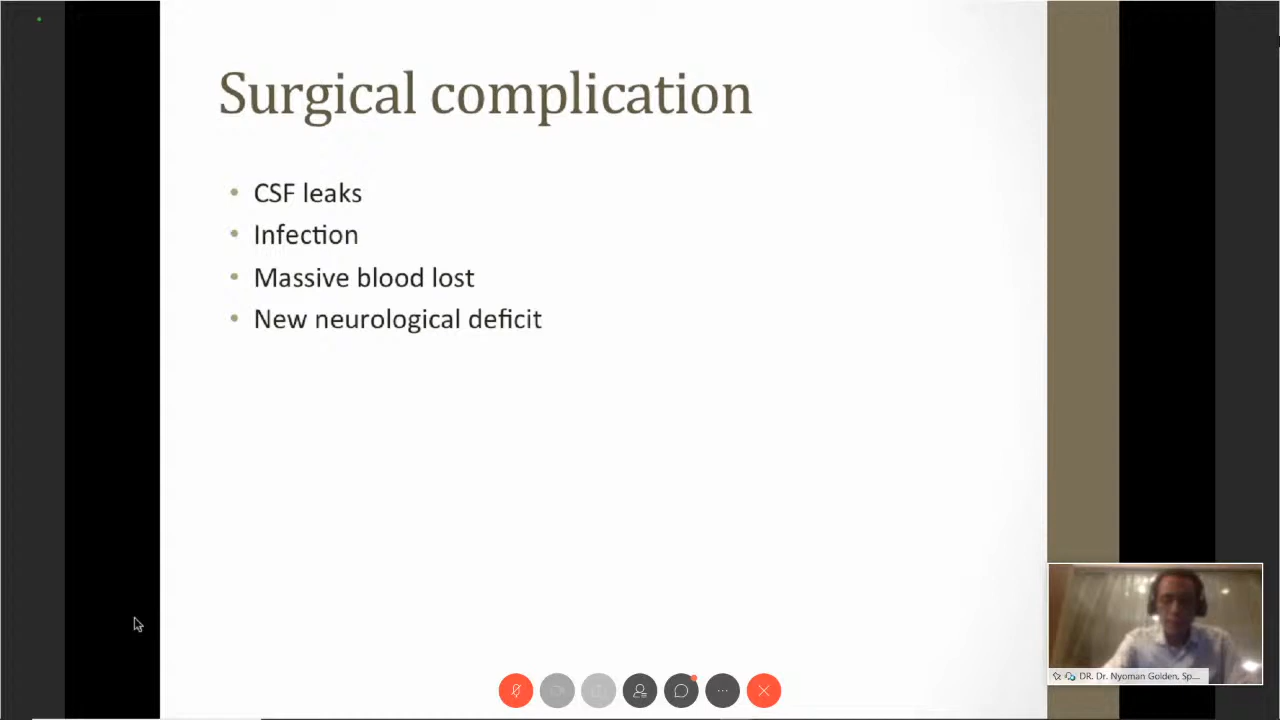 Surgical complication
• CSF leaks
• Infection
• Massive blood lost
• New neurological deficit
DR. Dr. Nyoman Golden, Sp....